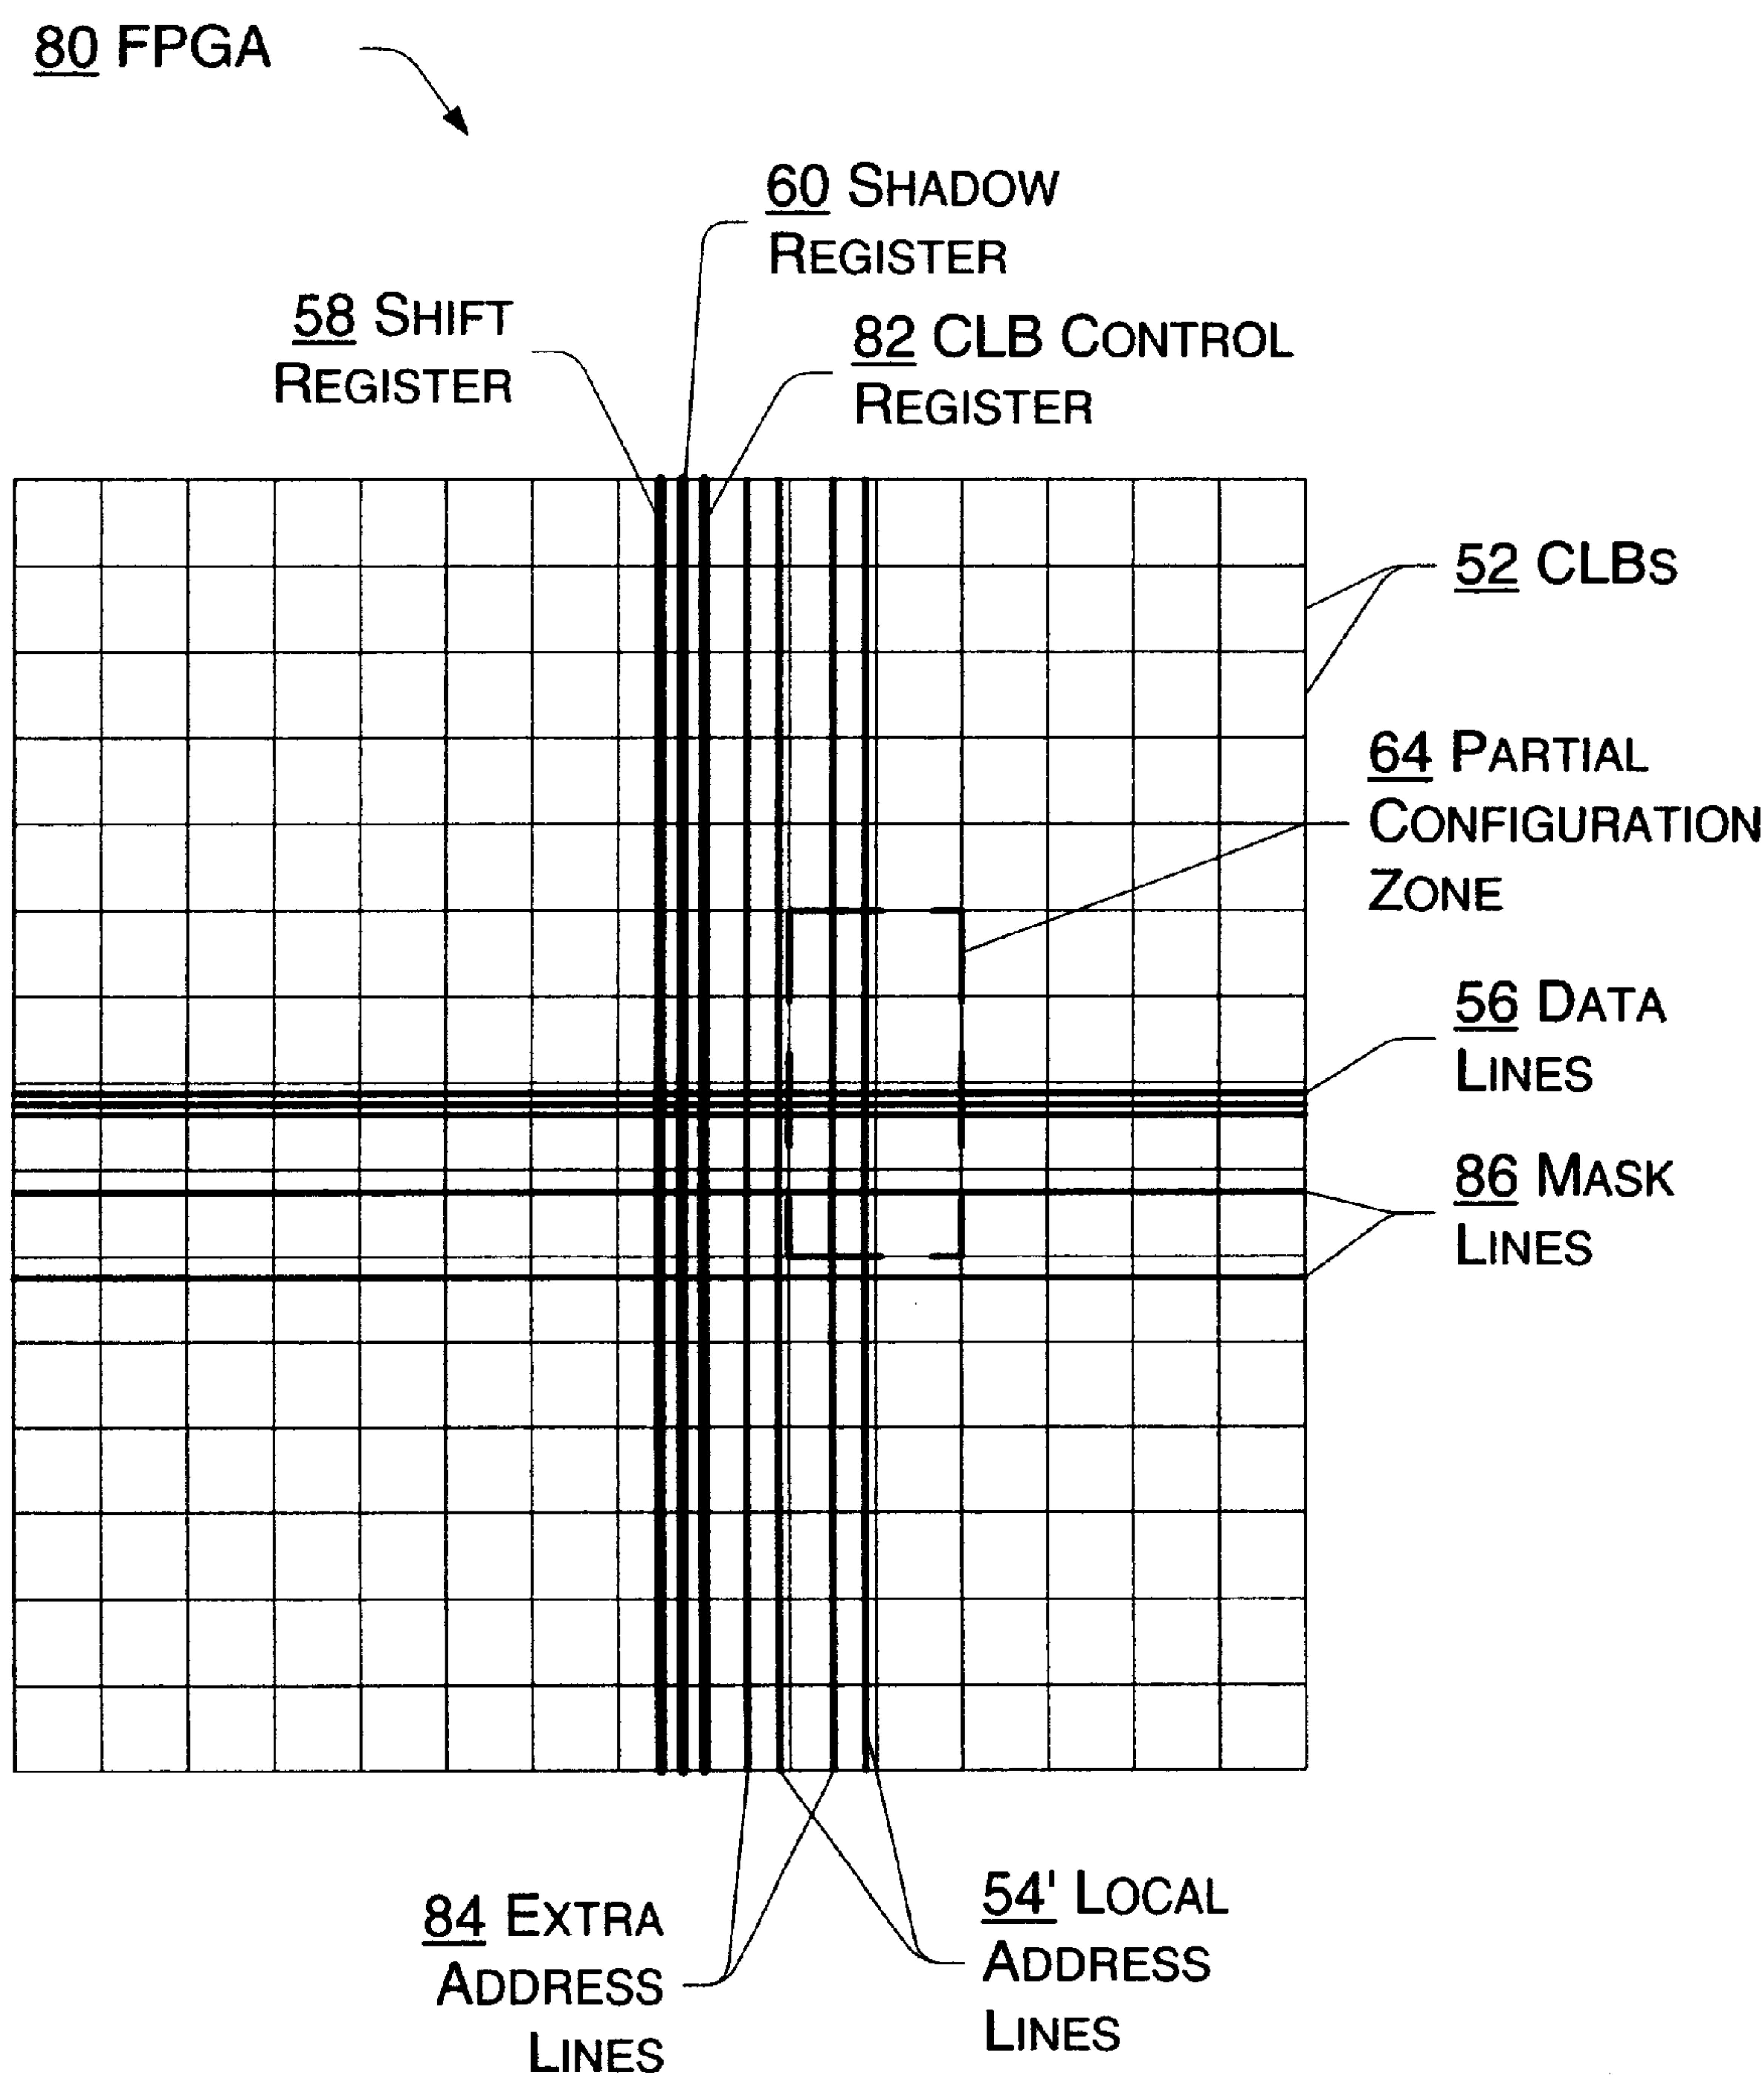 80 FPGA
60 SHADOW
REGISTER
58 SHIFT
REGISTER
82 CLB CONTROL
REGISTER
52 CLBS
64 PARTIAL
CONFIGURATION
ZONE
56 DATA
LINES
86 MASK
LINES
84 EXTRA
ADDRESS
LINES
54' LOCAL
ADDRESS
LINES